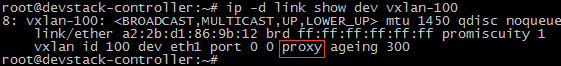 root@devstack-controller:~# ip -d link show dev vxlan-100
8: vxlan-100: <BROADCAST,MULTICAST,UP,LOWER_UP> mtu 1450 qdisc noqueue
link/ether a2:2b:d1:86:9b:12 brd ff:ff:ff:ff:ff:ff promiscuity 1
vxlan id 100 dev eth1 port 0 0 proxy ageing 300
root@devstack-controller:~#